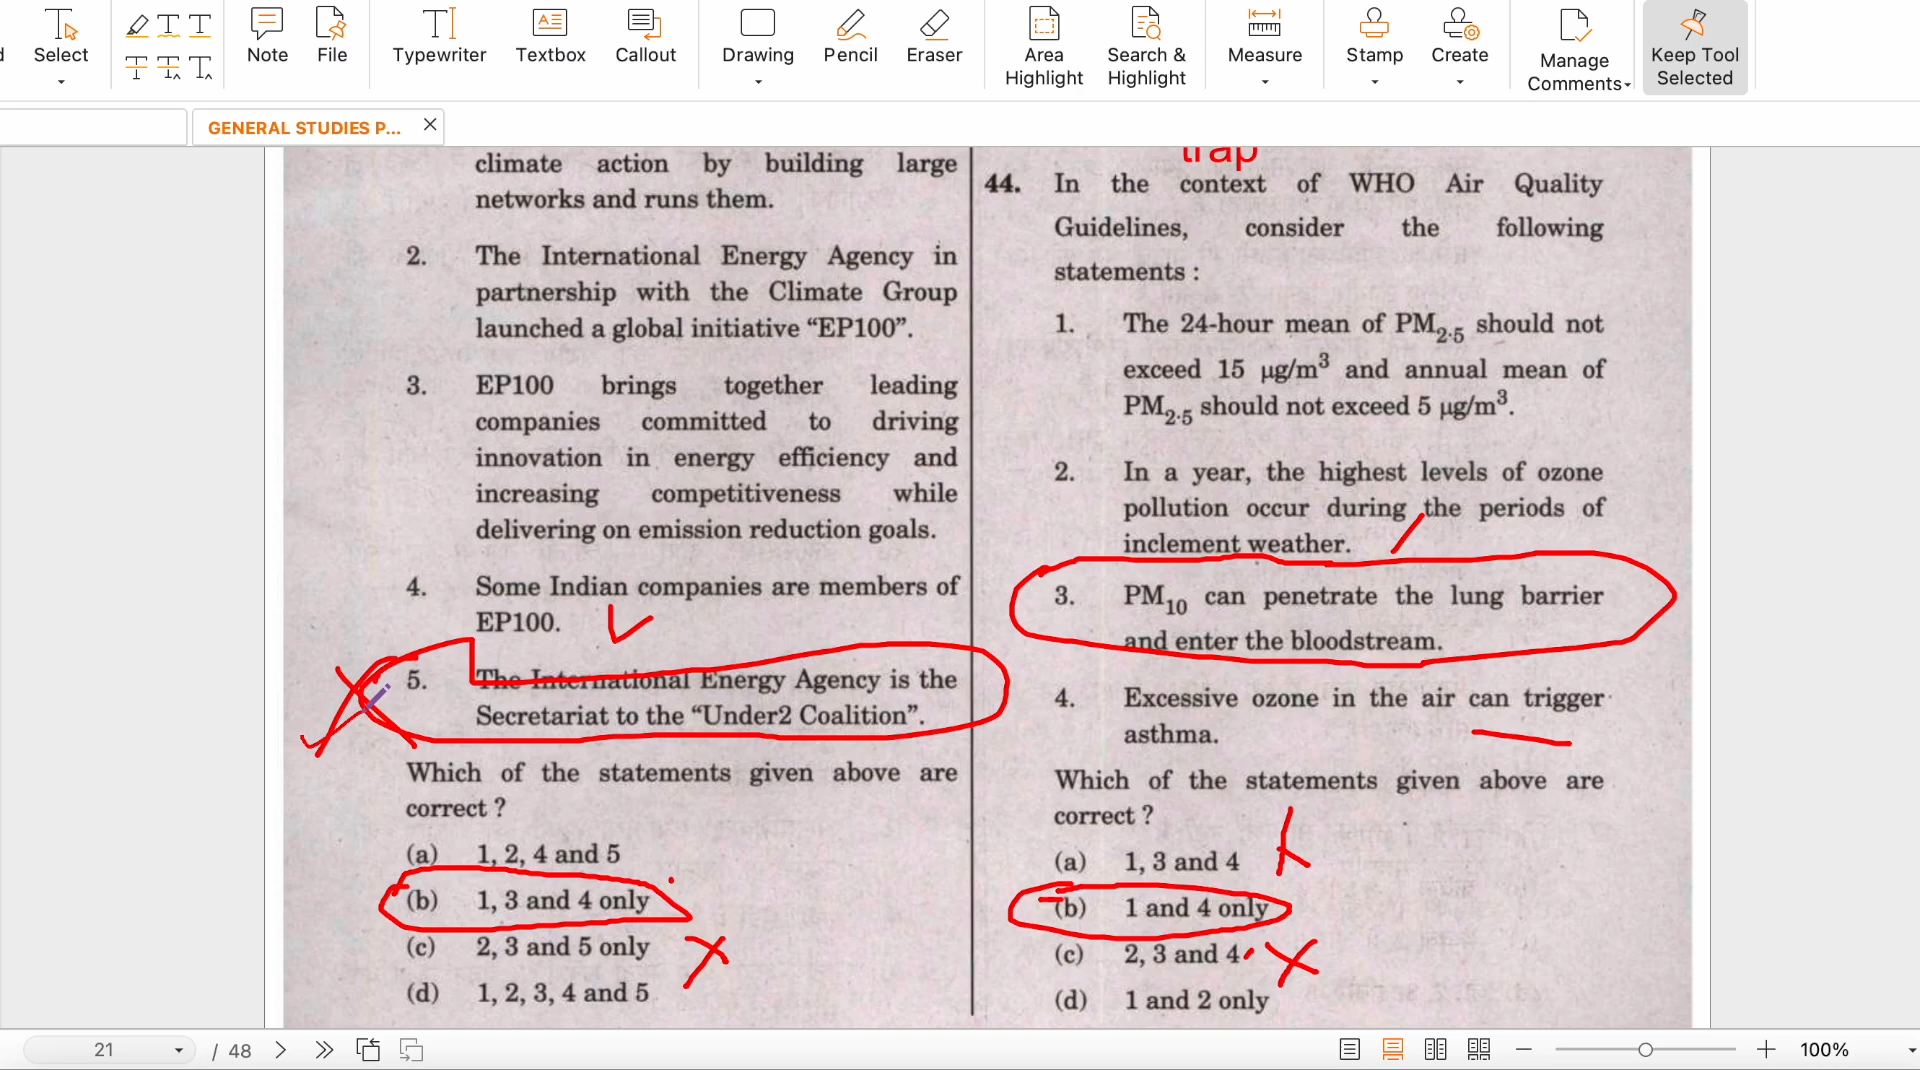 Select
Note
File
Typewriter
Textbox
Callout
Drawing
Pencil
Eraser
Area
Highlight
Search &
Highlight
Measure
Stamp
Create
Manage
Comments
Keep Tool
Selected
GENERAL STUDIES P...
climate action by building large
networks and runs them.
2. The International Energy Agency in
partnership with the Climate Group
launched a global initiative “EP100”.
3. EP100 brings together leading
companies committed to driving
innovation in energy efficiency and
increasing competitiveness while
delivering on emission reduction goals.
4. Some Indian companies are members of
EP100.
5. The International Energy Agency is the
Secretariat to the “Under2 Coalition”.
Which of the statements given above are
correct ?
(a) 1, 2, 4 and 5
(b) 1, 3 and 4 only
(c) 2, 3 and 5 only
(d) 1, 2, 3, 4 and 5
trap
44. In the context of WHO Air Quality
Guidelines, consider the following
statements :
1. The 24-hour mean of PM2.5 should not
exceed 15 µg/m³ and annual mean of
PM2.5 should not exceed 5 µg/m³.
2. In a year, the highest levels of ozone
pollution occur during the periods of
inclement weather.
3. PM10 can penetrate the lung barrier
and enter the bloodstream.
4. Excessive ozone in the air can trigger
asthma.
Which of the statements given above are
correct ?
(a) 1, 3 and 4
(b) 1 and 4 only
(c) 2, 3 and 4
(d) 1 and 2 only
21 / 48
100%